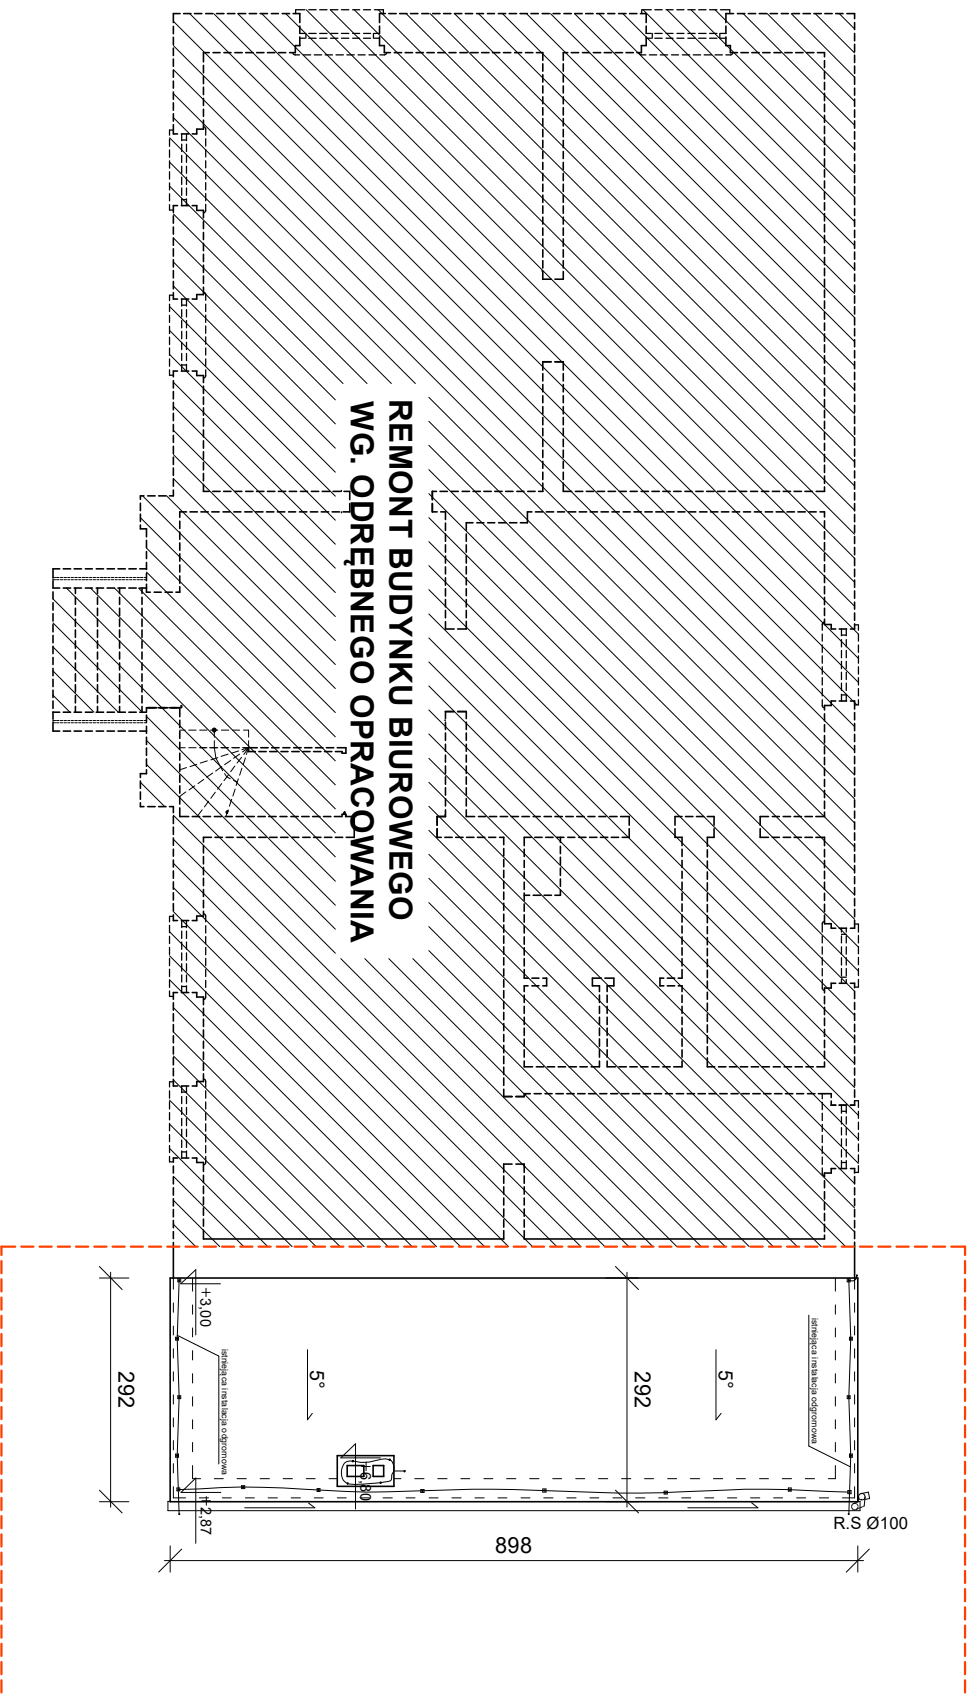 REMONT BUDYNKU BIUROWEGO
WG. ODRĘBNEGO OPRACOWANIA
+3,00
istniejąca instalacja odgromowa
5°
5°
istniejąca instalacja odgromowa
292
292
+2,87
R.S Ø100
898